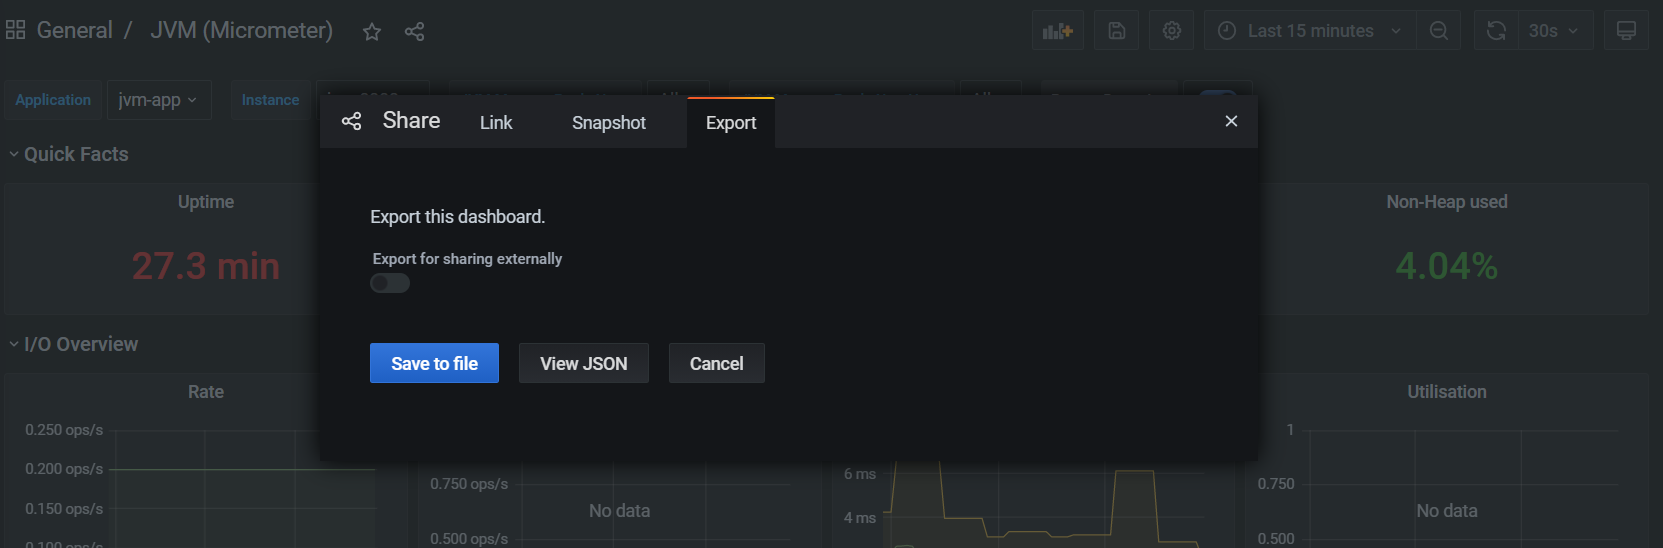 General / JVM (Micrometer)
Last 15 minutes
30s
Application
jvm-app
Instance
Share
Link
Snapshot
Export
Quick Facts
Export this dashboard.
Export for sharing externally
Save to file
View JSON
Cancel
Uptime
27.3 min
Non-Heap used
4.04%
I/O Overview
Rate
0.250 ops/s
0.200 ops/s
0.150 ops/s
0.100 ops/s
0.750 ops/s
No data
0.500 ops/s
6 ms
4 ms
Utilisation
1
0.750
No data
0.500